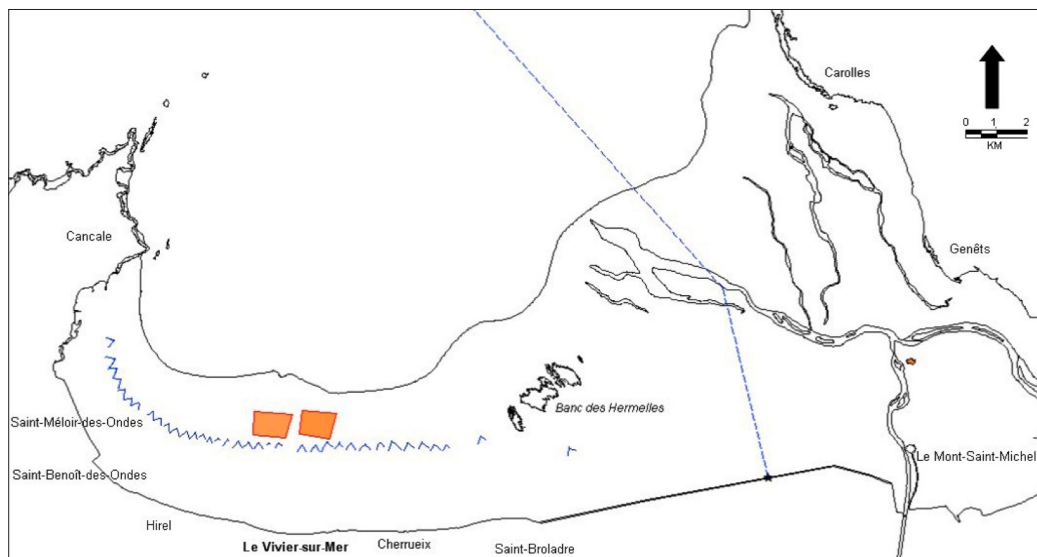 Carolles
0 1 2
KM
Cancale
Genêts
Banc des Hermelles
Saint-Méloir-des-Ondes
Le Mont-Saint-Michel
Saint-Benoît-des-Ondes
Hirel
Le Vivier-sur-Mer
Cherrueix
Saint-Broladre